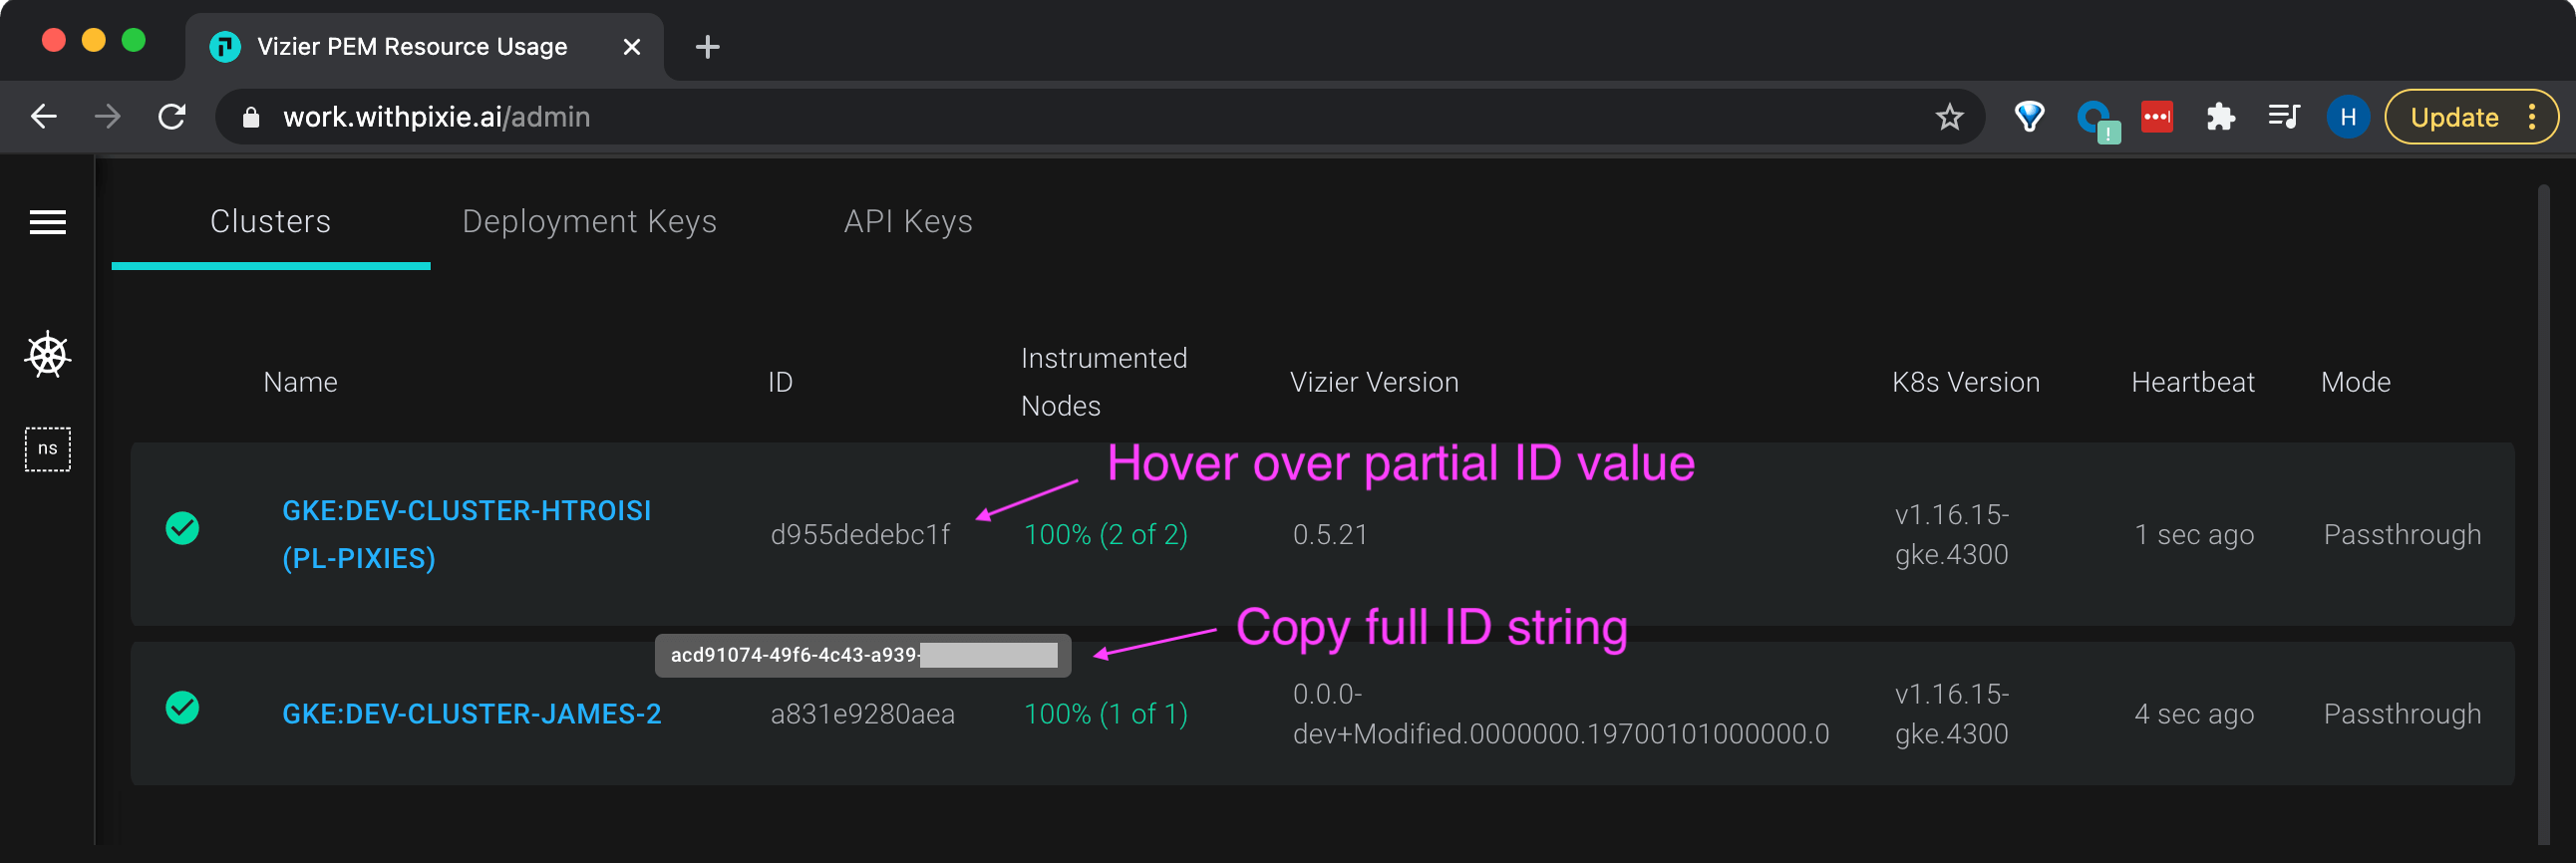 Vizier PEM Resource Usage
work.withpixie.ai/admin
H
Update
Clusters
Deployment Keys
API Keys
ns
Name
ID
Instrumented
Nodes
Vizier Version
K8s Version
Heartbeat
Mode
Hover over partial ID value
GKE:DEV-CLUSTER-HTROISI
(PL-PIXIES)
d955dedebc1f
100% (2 of 2)
0.5.21
v1.16.15-
gke.4300
1 sec ago
Passthrough
Copy full ID string
acd91074-49f6-4c43-a939-
GKE:DEV-CLUSTER-JAMES-2
a831e9280aea
100% (1 of 1)
0.0.0-
dev+Modified.0000000.19700101000000.0
v1.16.15-
gke.4300
4 sec ago
Passthrough